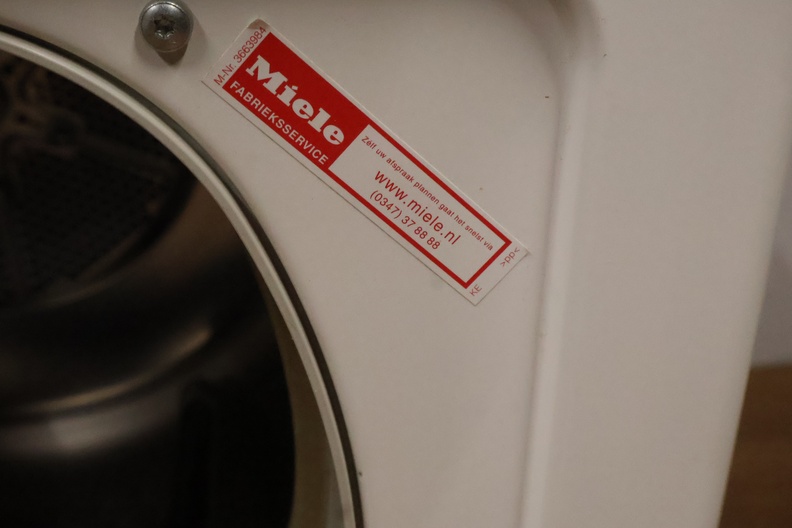 M-Nr. 3663984
Miele
FABRIEKSSERVICE
Zelf uw afspraak plannen gaat het snelst via
www.miele.nl
(0347) 37 88 88
>pp<
KE